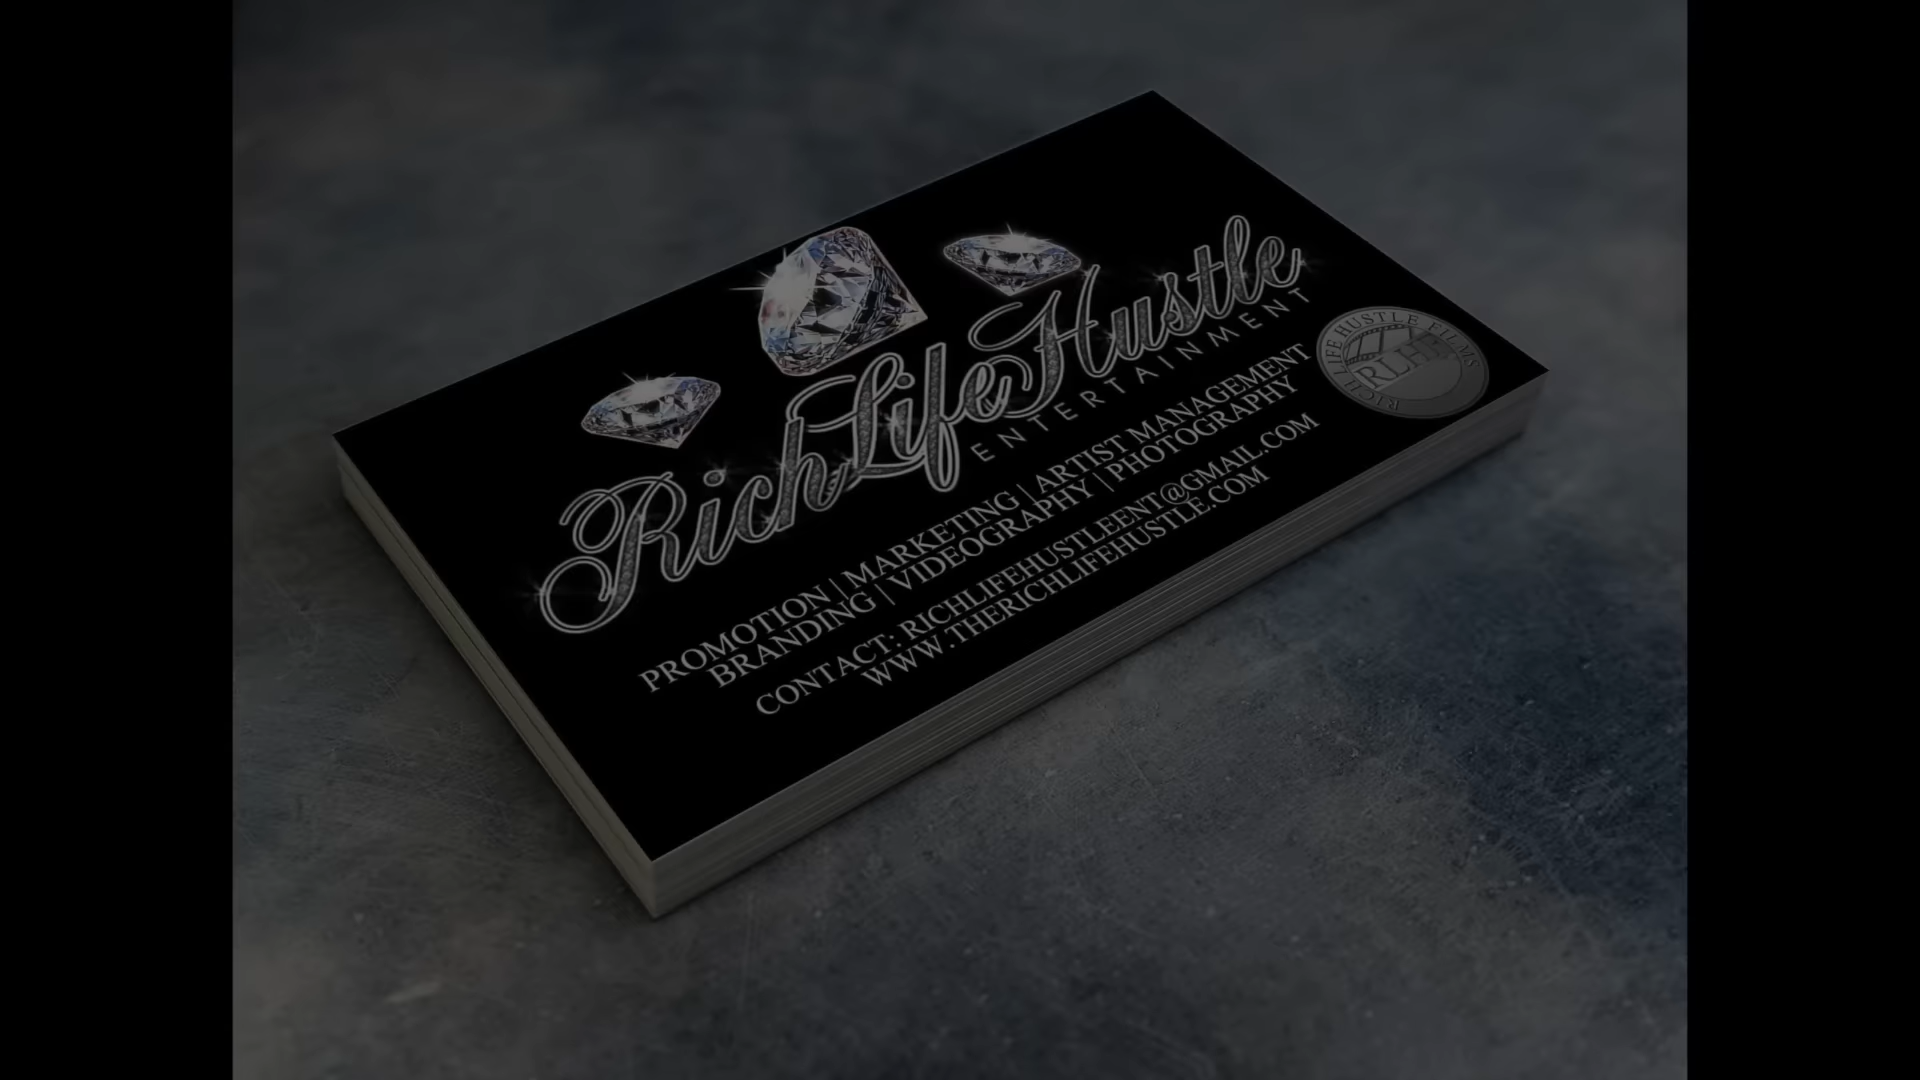 RichLifeHustle
ENTERTAINMENT
PROMOTION | MARKETING | ARTIST MANAGEMENT
BRANDING | VIDEOGRAPHY | PHOTOGRAPHY
CONTACT: RICHLIFEHUSTLEENT@GMAIL.COM
WWW.THERICHLIFEHUSTLE.COM
RICH LIFE HUSTLE FILMS
RLHF